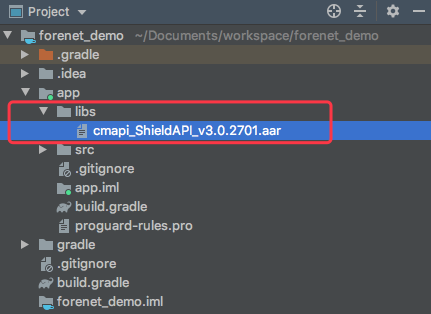 Project
forenet_demo ~/Documents/workspace/forenet_demo
.gradle
.idea
app
libs
cmapi_ShieldAPI_v3.0.2701.aar
src
.gitignore
app.iml
build.gradle
proguard-rules.pro
gradle
.gitignore
build.gradle
forenet_demo.iml